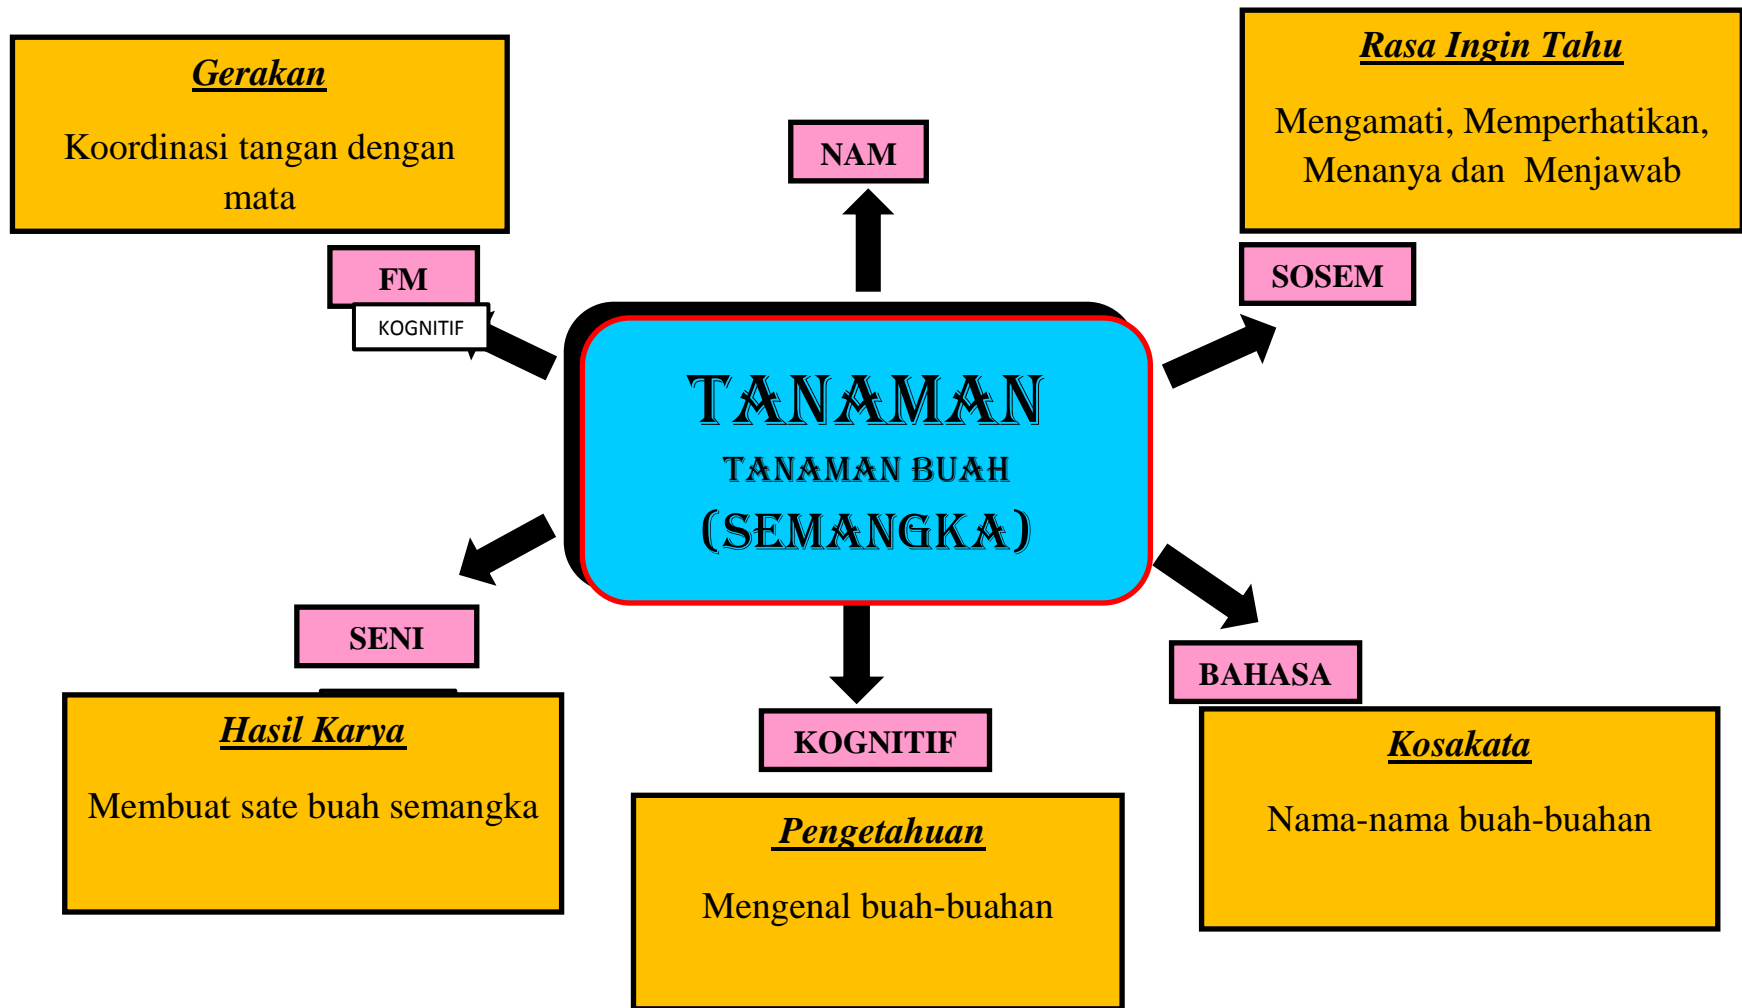 Gerakan
Koordinasi tangan dengan
mata
FM
KOGNITIF
NAM
Rasa Ingin Tahu
Mengamati, Memperhatikan,
Menanya dan  Menjawab
SOSEM
TANAMAN
TANAMAN BUAH
(SEMANGKA)
SENI
Hasil Karya
Membuat sate buah semangka
KOGNITIF
Pengetahuan
Mengenal buah-buahan
BAHASA
Kosakata
Nama-nama buah-buahan